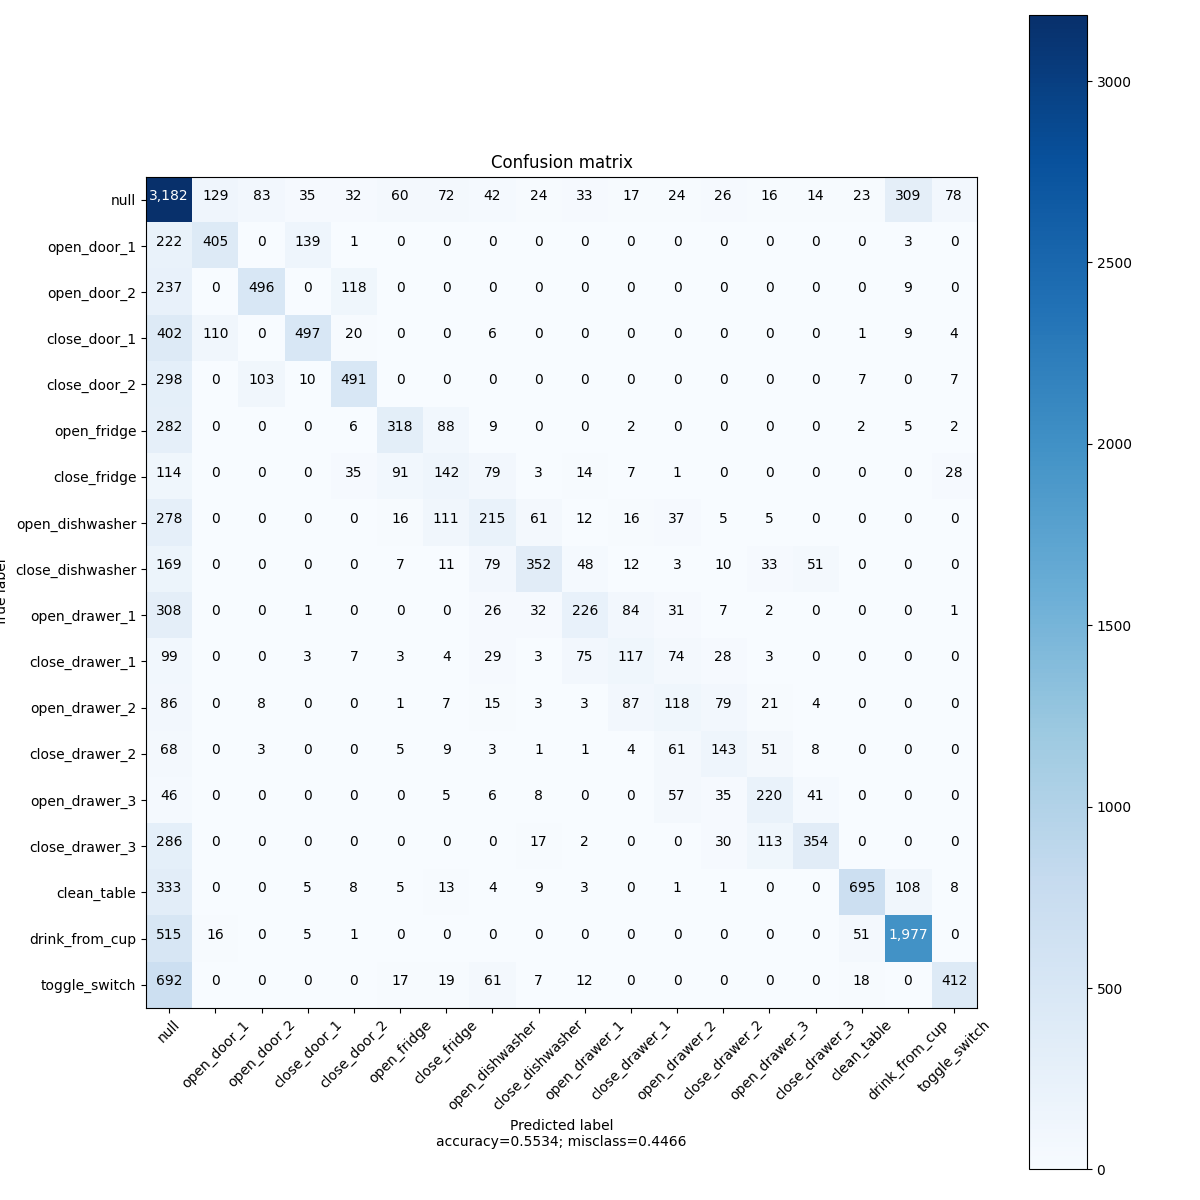 Confusion matrix
null 3,182 129 83 35 32 60 72 42 24 33 17 24 26 16 14 23 309 78
open_door_1 222 405 0 139 1 0 0 0 0 0 0 0 0 0 0 0 3 0
open_door_2 237 0 496 0 118 0 0 0 0 0 0 0 0 0 0 0 9 0
close_door_1 402 110 0 497 20 0 0 6 0 0 0 0 0 0 0 1 9 4
close_door_2 298 0 103 10 491 0 0 0 0 0 0 0 0 0 0 7 0 7
open_fridge 282 0 0 0 6 318 88 9 0 2 0 0 0 0 0 2 5 2
close_fridge 114 0 0 0 35 91 142 79 3 14 7 1 0 0 0 0 0 28
open_dishwasher 278 0 0 0 0 16 111 215 61 12 16 37 5 5 0 0 0 0
close_dishwasher 169 0 0 0 0 7 11 79 352 48 12 3 10 33 51 0 0 0
open_drawer_1 308 0 0 1 0 0 0 26 32 226 84 31 7 2 0 0 0 1
close_drawer_1 99 0 0 3 7 3 4 29 3 75 117 74 28 3 0 0 0 0
open_drawer_2 86 0 8 0 0 1 7 15 3 3 87 118 79 21 4 0 0 0
close_drawer_2 68 0 3 0 0 5 9 3 1 1 4 61 143 51 8 0 0 0
open_drawer_3 46 0 0 0 0 0 5 6 8 0 0 57 35 220 41 0 0 0
close_drawer_3 286 0 0 0 0 0 0 0 17 2 0 0 30 113 354 0 0 0
clean_table 333 0 0 5 8 5 13 4 9 3 0 1 1 0 0 695 108 8
drink_from_cup 515 16 0 5 1 0 0 0 0 0 0 0 0 0 0 51 1,977 0
toggle_switch 692 0 0 0 0 17 19 61 7 12 0 0 0 0 0 18 0 412
null open_door_1 open_door_2 close_door_1 close_door_2 open_fridge close_fridge open_dishwasher close_dishwasher open_drawer_1 close_drawer_1 open_drawer_2 close_drawer_2 open_drawer_3 close_drawer_3 clean_table drink_from_cup toggle_switch
Predicted label
accuracy=0.5534; misclass=0.4466
label
3000
2500
2000
1500
1000
500
0